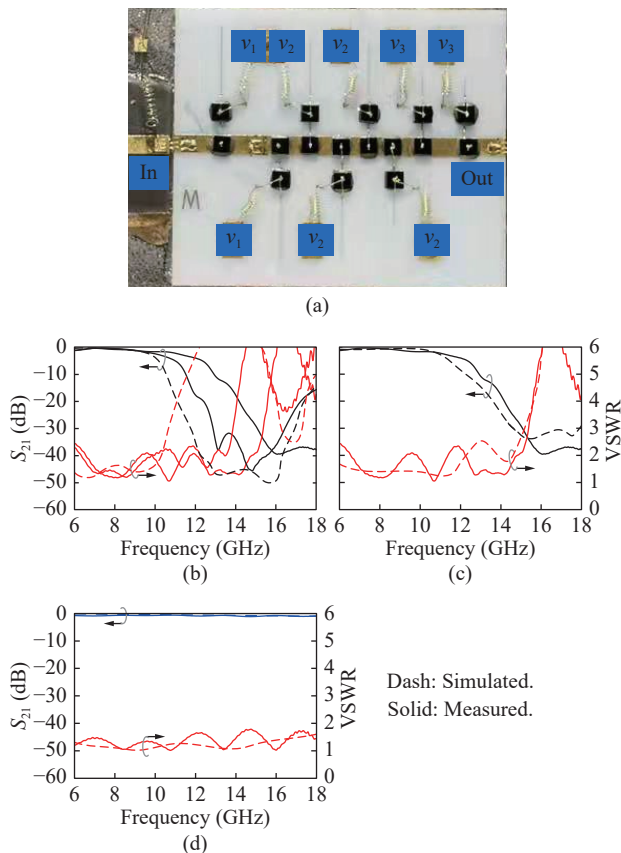 v1 v2 v2 v3 v3
In
Out
M
v1 v2 v2
(a)
0
−10
−20
−30
−40
−50
−60
S21 (dB)
6 8 10 12 14 16 18
Frequency (GHz)
(b)
6 8 10 12 14 16 18
Frequency (GHz)
6
5
4
3
2
1
0
VSWR
(c)
0
−10
−20
−30
−40
−50
−60
S21 (dB)
6
5
4
3
2
1
0
VSWR
6 8 10 12 14 16 18
Frequency (GHz)
(d)
Dash: Simulated.
Solid: Measured.